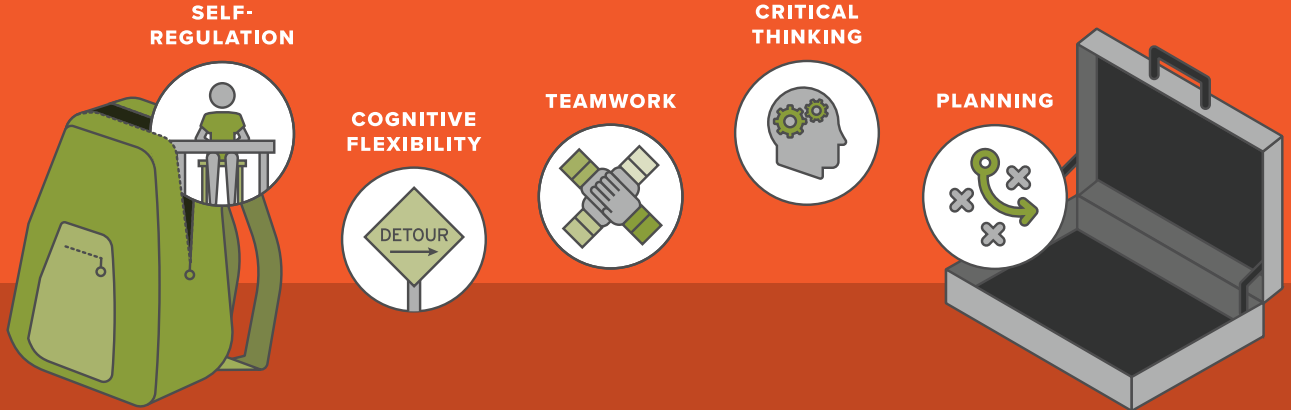 SELF-
REGULATION
COGNITIVE
FLEXIBILITY
DETOUR
TEAMWORK
CRITICAL
THINKING
PLANNING